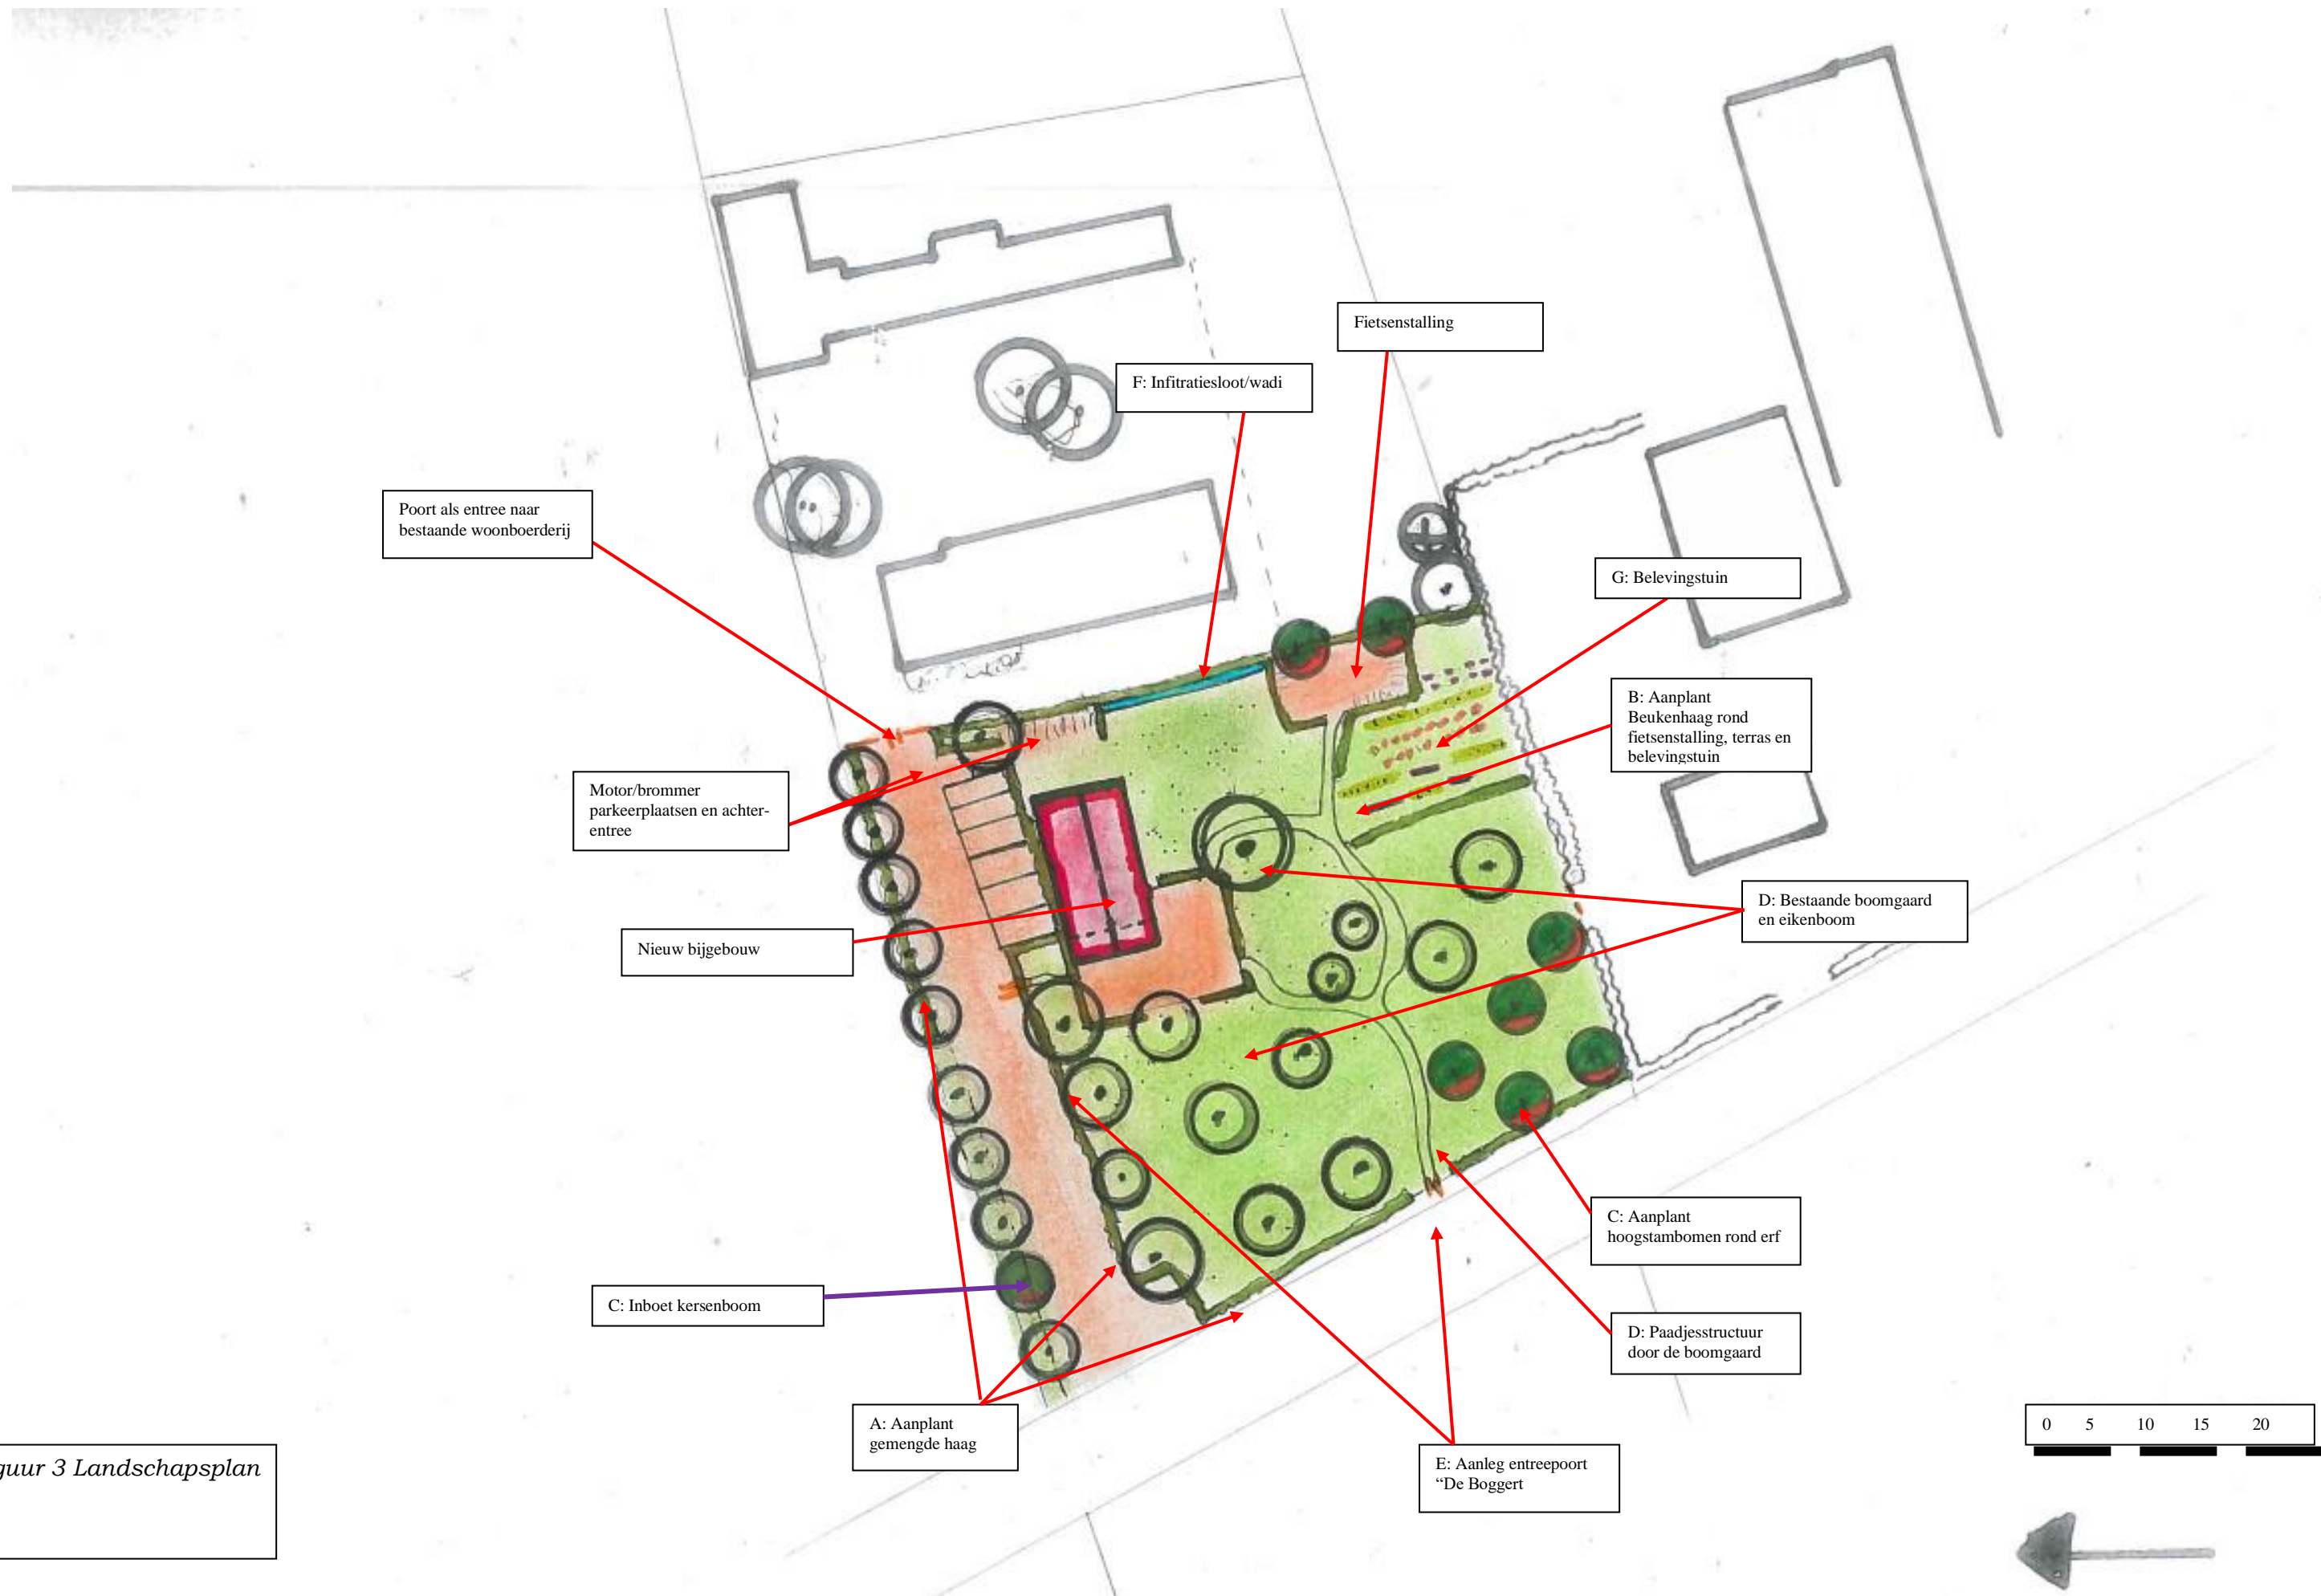 Fietsenstalling
F: Infitratiesloot/wadi
Poort als entree naar
bestaande woonboerderij
G: Belevingstuin
B: Aanplant
Beukenhaag rond
fietsenstalling, terras en
belevingstuin
Motor/brommer
parkeerplaatsen en achter-
entree
D: Bestaande boomgaard
en eikenboom
Nieuw bijgebouw
C: Aanplant
hoogstambomen rond erf
C: Inboet kersenboom
D: Paadjesstructuur
door de boomgaard
A: Aanplant
gemengde haag
E: Aanleg entreepoort
“De Boggert
0 5 10 15 20
guur 3 Landschapsplan